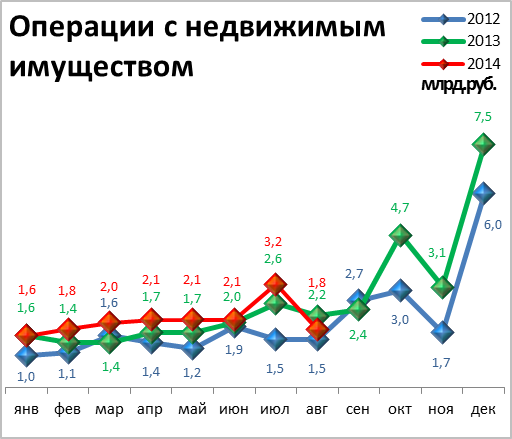 Операции с недвижимым
имуществом
2012
2013
2014
млрд.руб.
7,5
6,0
4,7
3,2
3,1
2,6
2,7
1,6 1,8 2,0 2,1 2,1 2,1 1,8
1,6 1,4 1,6 1,7 1,7 2,0 2,2
2,4 3,0
1,0 1,1 1,4 1,4 1,2 1,9 1,5 1,5 1,7
янв фев мар апр май июн июл авг сен окт ноя дек